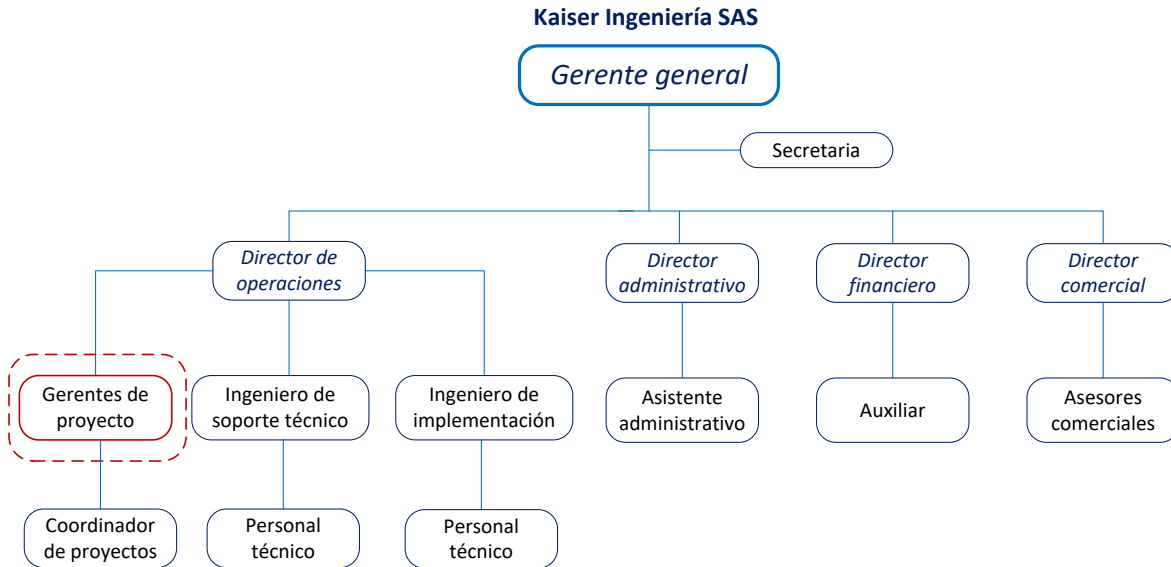 Kaiser Ingeniería SAS
Gerente general
Secretaria
Director de
operaciones
Director
administrativo
Director
financiero
Director
comercial
Gerentes de
proyecto
Ingeniero de
soporte técnico
Ingeniero de
implementación
Asistente
administrativo
Auxiliar
Asesores
comerciales
Coordinador
de proyectos
Personal
técnico
Personal
técnico